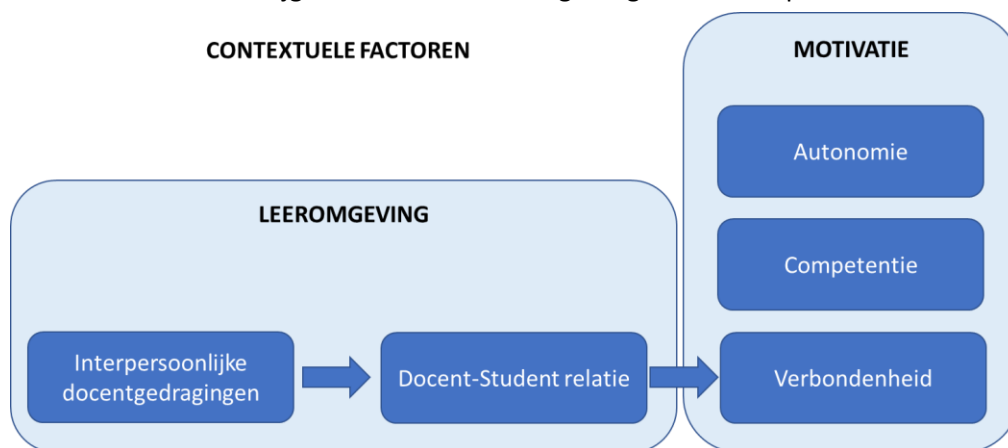 CONTEXTUELE FACTOREN
MOTIVATIE
Autonomie
LEEROMGEVING
Competentie
Interpersoonlijke
docentgedragingen
Docent-Student relatie
Verbondenheid